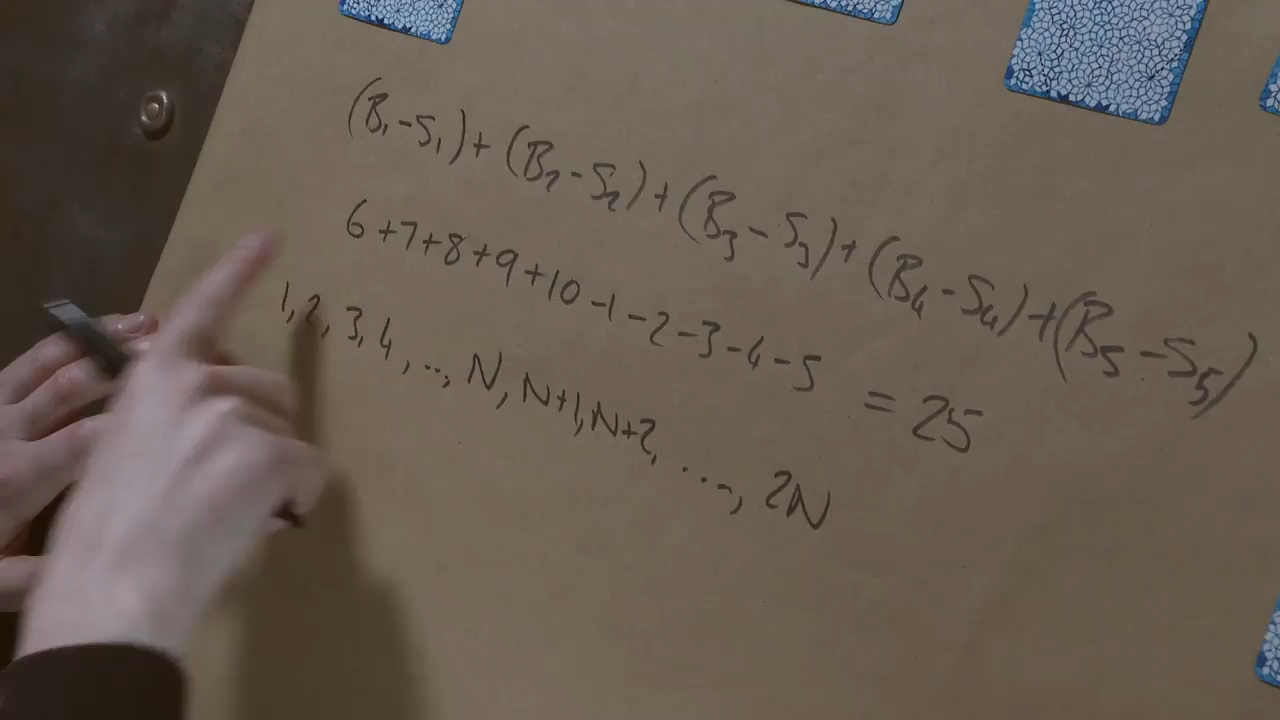 (B₁-S₁)+(B₂-S₂)+(B₃-S₃)+(B₄-S₄)+(B₅-S₅)
6+7+8+9+10-1-2-3-4-5 = 25
1, 2, 3, 4, ..., N, N+1, N+2, ...., 2N